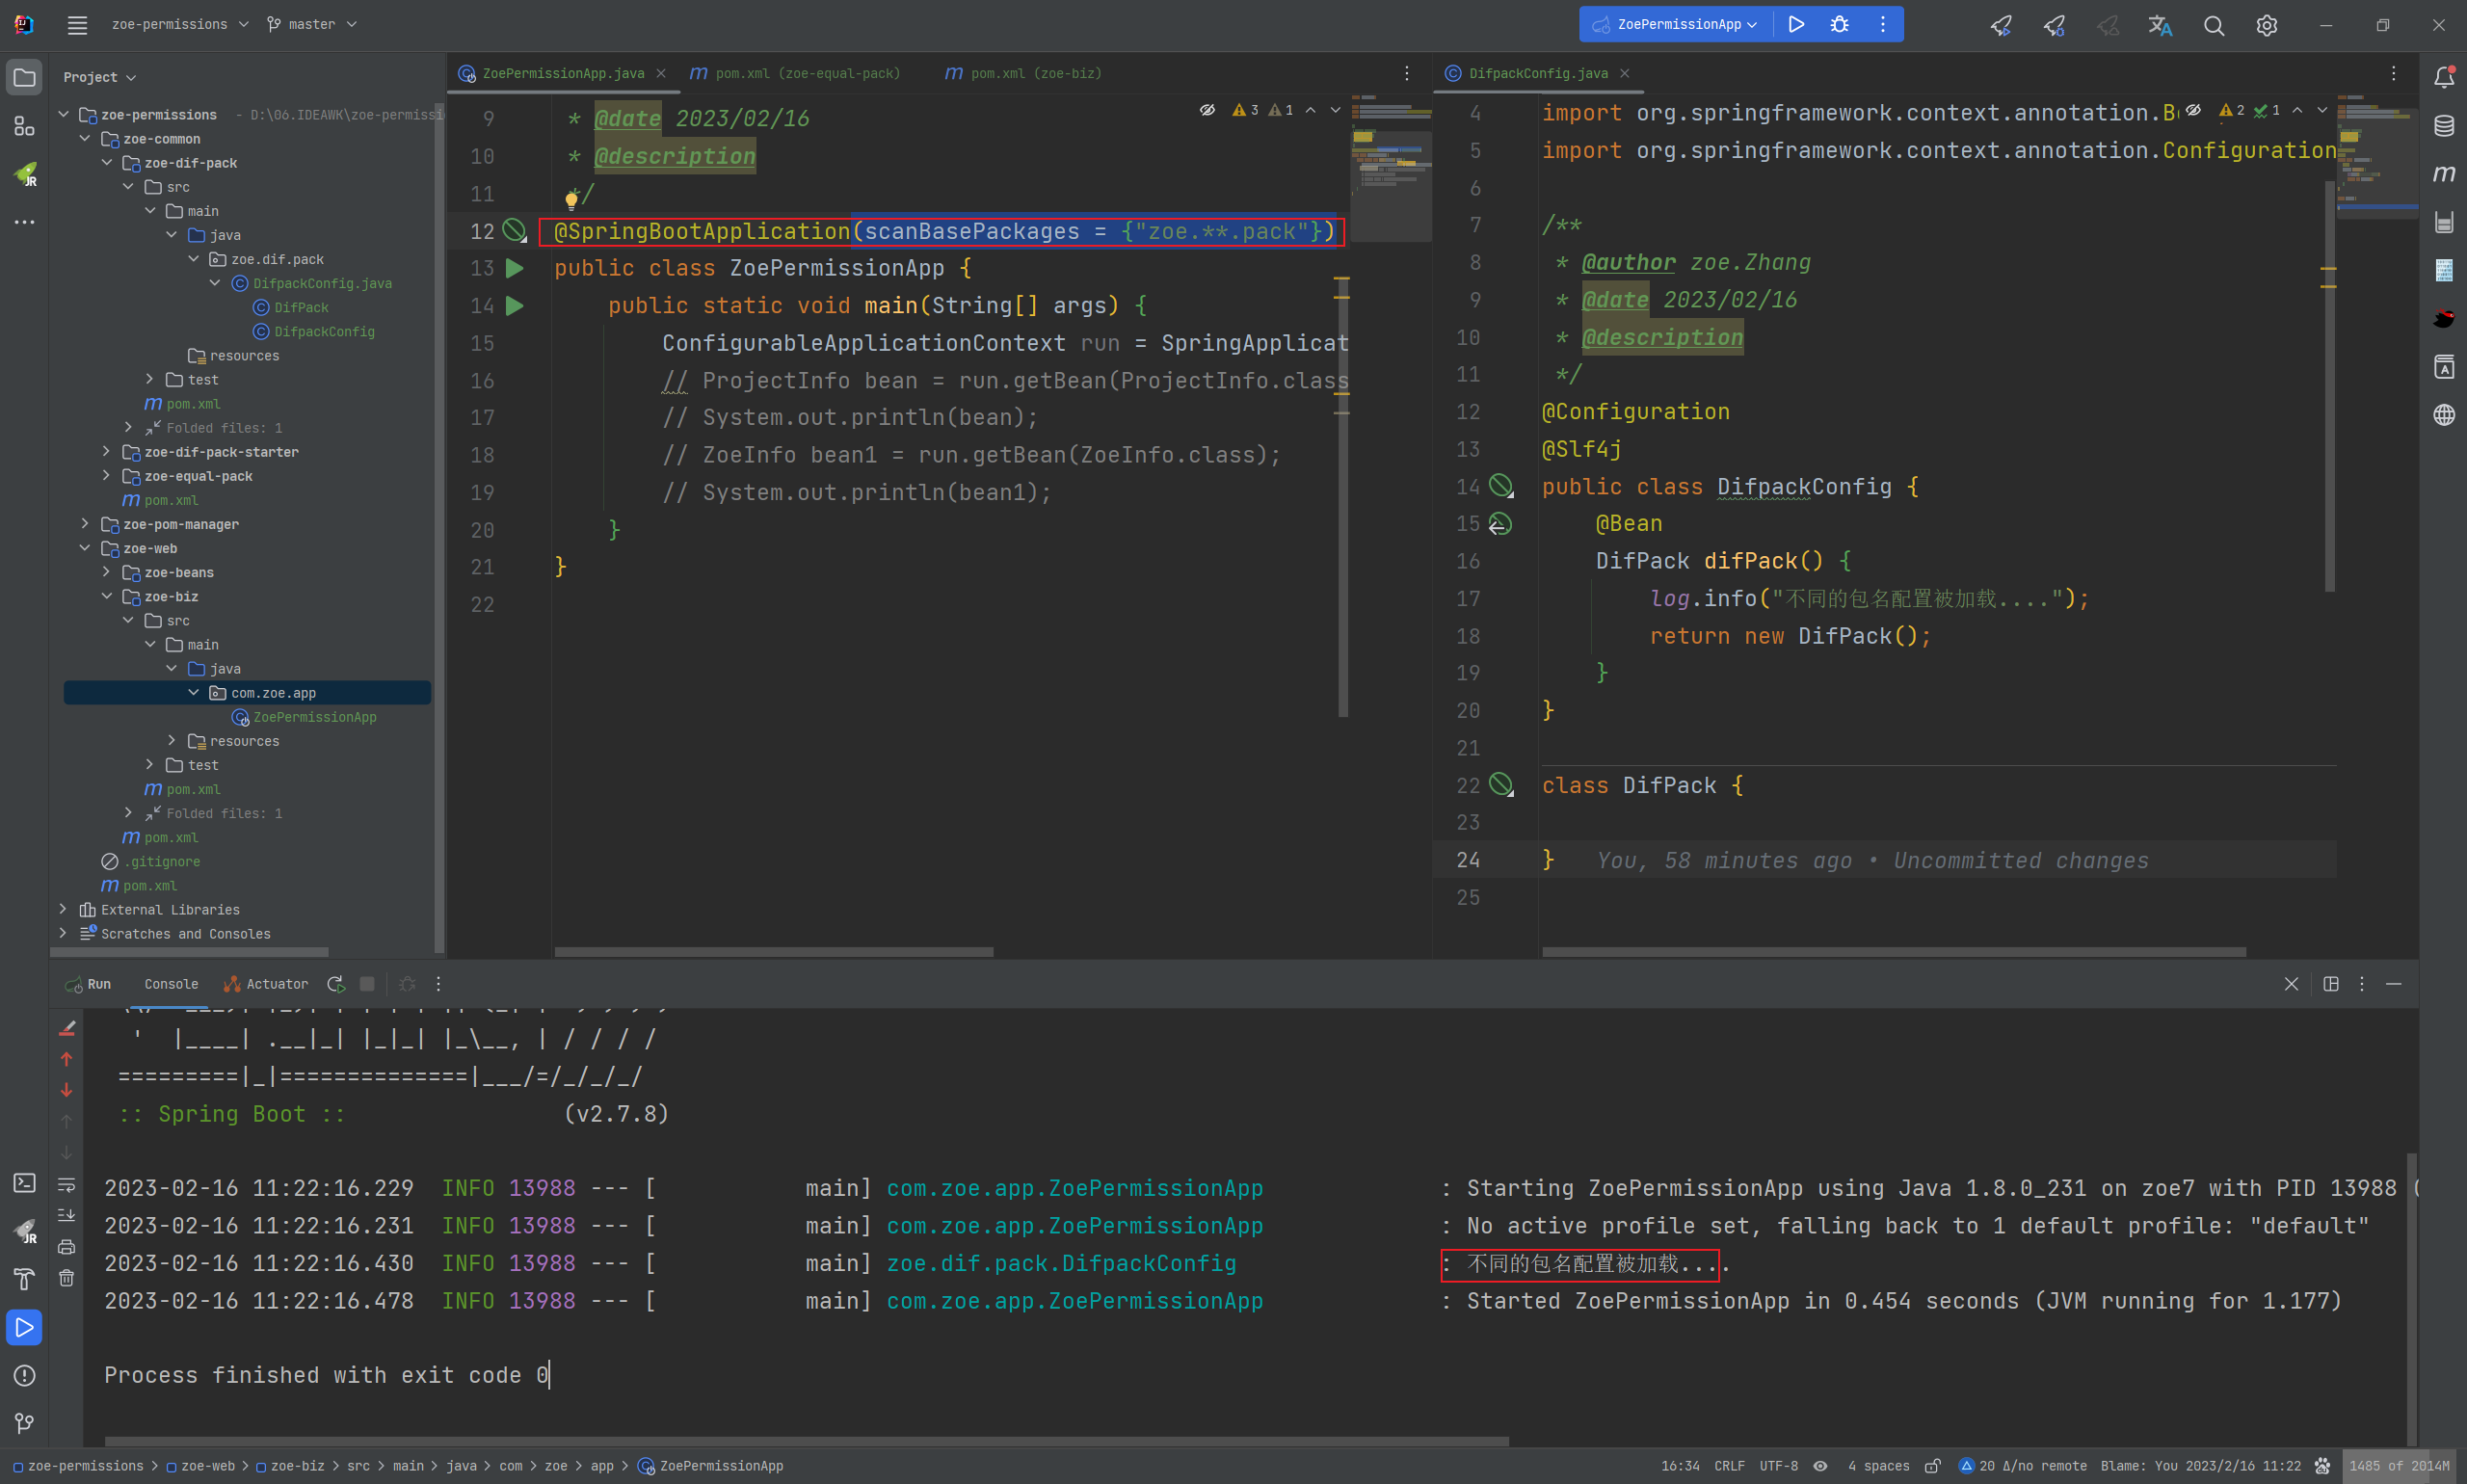 zoe-permissions
master
ZoePermissionApp
Project
zoe-permissions - D:\06.IDEAWK\zoe-permissi
zoe-common
zoe-dif-pack
src
main
java
zoe.dif.pack
DifpackConfig.java
DifPack
DifpackConfig
resources
test
pom.xml
Folded files: 1
zoe-dif-pack-starter
zoe-equal-pack
pom.xml
zoe-pom-manager
zoe-web
zoe-beans
zoe-biz
src
main
java
com.zoe.app
ZoePermissionApp
resources
test
pom.xml
Folded files: 1
pom.xml
.gitignore
pom.xml
External Libraries
Scratches and Consoles
ZoePermissionApp.java
pom.xml (zoe-equal-pack)
pom.xml (zoe-biz)
3 1
9 * @date 2023/02/16
10 * @description
11 */
12 @SpringBootApplication(scanBasePackages = {"zoe.**.pack"})
13 public class ZoePermissionApp {
14 public static void main(String[] args) {
15 ConfigurableApplicationContext run = SpringApplicat
16 // ProjectInfo bean = run.getBean(ProjectInfo.class
17 // System.out.println(bean);
18 // ZoeInfo bean1 = run.getBean(ZoeInfo.class);
19 // System.out.println(bean1);
20 }
21 }
22
DifpackConfig.java
2 1
4 import org.springframework.context.annotation.Be
5 import org.springframework.context.annotation.Configuration
6
7 /**
8 * @author zoe.Zhang
9 * @date 2023/02/16
10 * @description
11 */
12 @Configuration
13 @Slf4j
14 public class DifpackConfig {
15 @Bean
16 DifPack difPack() {
17 log.info("不同的包名配置被加载....");
18 return new DifPack();
19 }
20 }
21
22 class DifPack {
23
24 } You, 58 minutes ago • Uncommitted changes
25
Run Console Actuator
' |____| .__|_| |_|_| |_\__, | / / / /
=========|_|==============|___/=/_/_/_/
:: Spring Boot :: (v2.7.8)
2023-02-16 11:22:16.229 INFO 13988 --- [ main] com.zoe.app.ZoePermissionApp : Starting ZoePermissionApp using Java 1.8.0_231 on zoe7 with PID 13988 (
2023-02-16 11:22:16.231 INFO 13988 --- [ main] com.zoe.app.ZoePermissionApp : No active profile set, falling back to 1 default profile: "default"
2023-02-16 11:22:16.430 INFO 13988 --- [ main] zoe.dif.pack.DifpackConfig : 不同的包名配置被加载....
2023-02-16 11:22:16.478 INFO 13988 --- [ main] com.zoe.app.ZoePermissionApp : Started ZoePermissionApp in 0.454 seconds (JVM running for 1.177)
Process finished with exit code 0
zoe-permissions > zoe-web > zoe-biz > src > main > java > com > zoe > app > ZoePermissionApp
16:34 CRLF UTF-8 4 spaces 20 Δ/no remote Blame: You 2023/2/16 11:22 1485 of 2014M